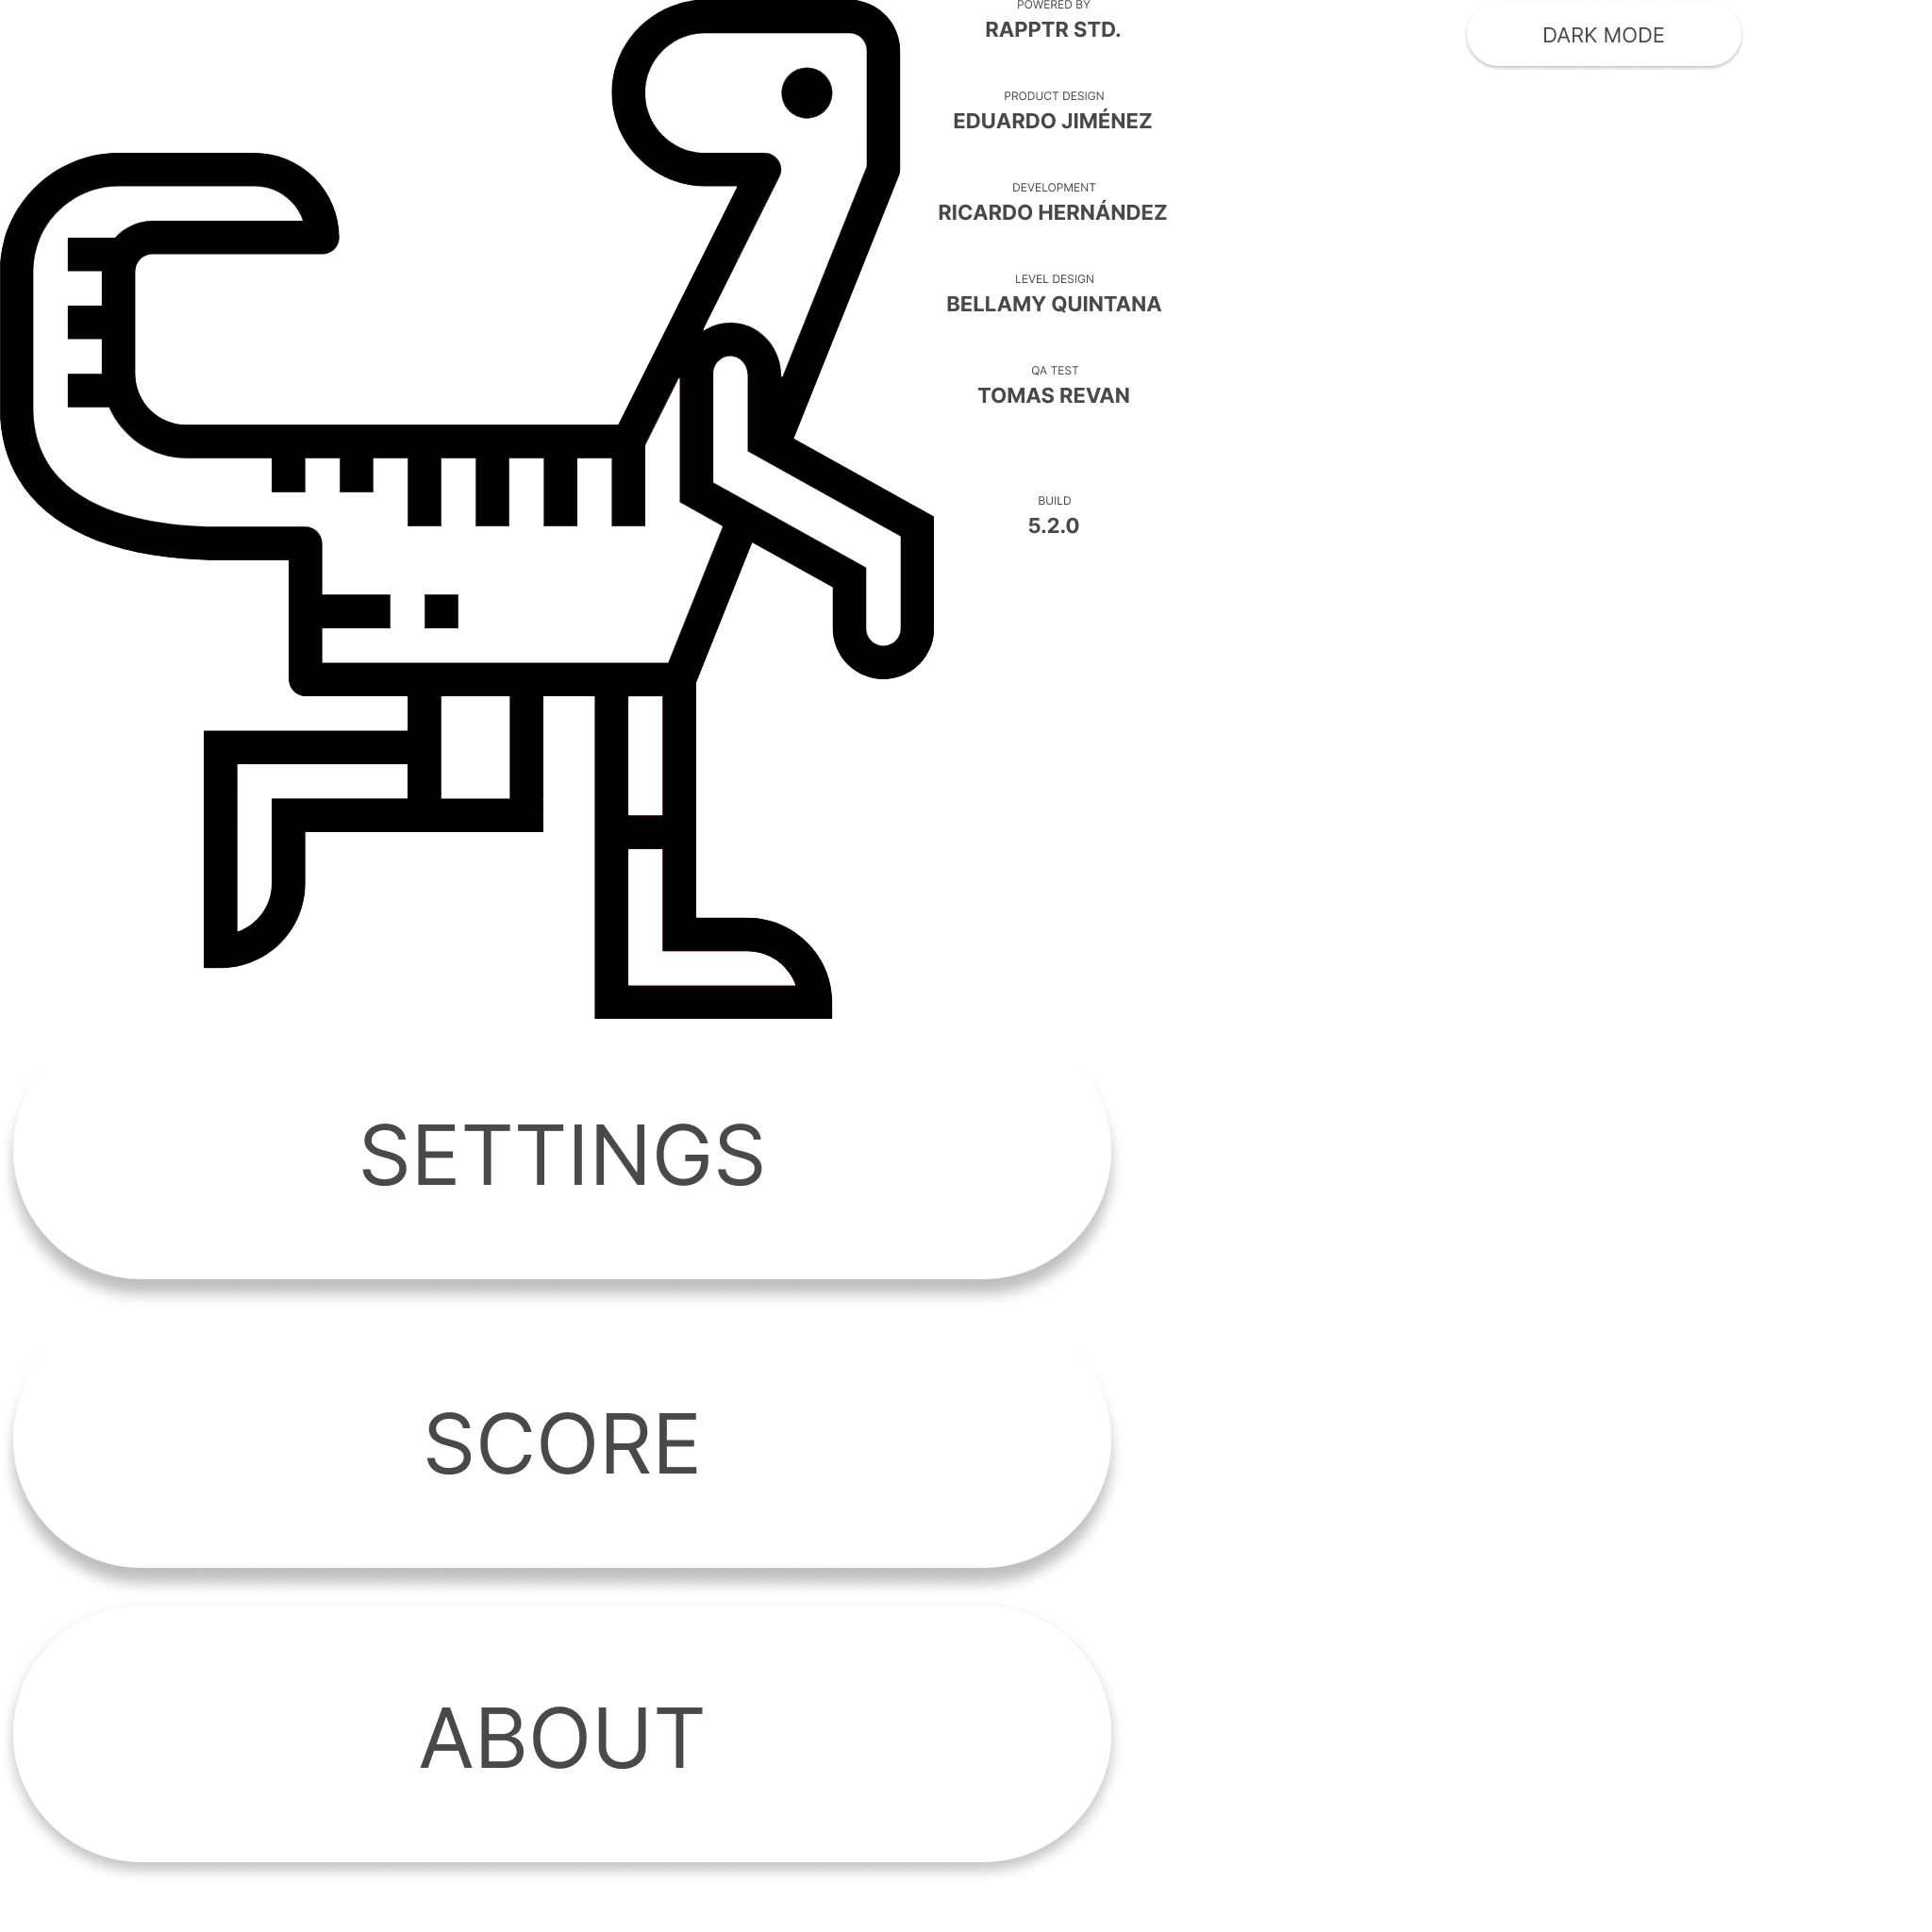 POWERED BY
RAPPTR STD.
PRODUCT DESIGN
EDUARDO JIMÉNEZ
DEVELOPMENT
RICARDO HERNÁNDEZ
LEVEL DESIGN
BELLAMY QUINTANA
QA TEST
TOMAS REVAN
BUILD
5.2.0
DARK MODE
SETTINGS
SCORE
ABOUT